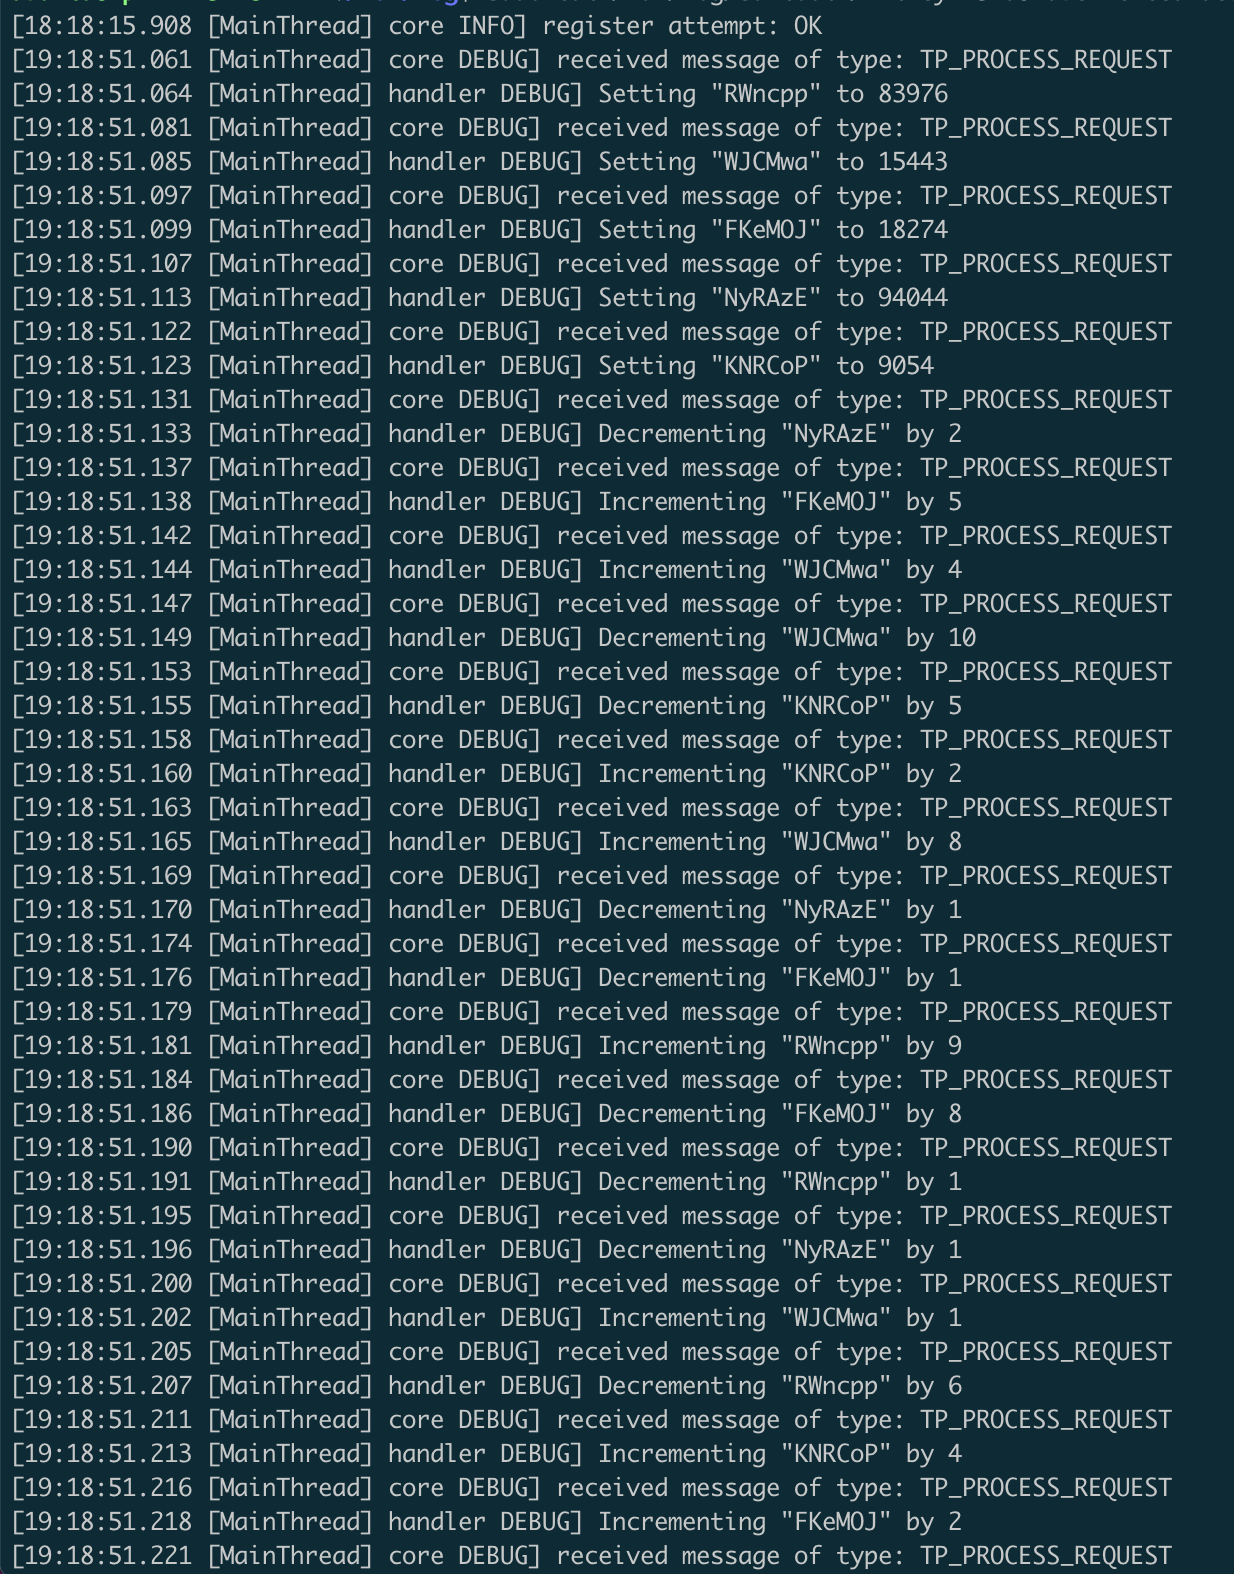 [18:18:15.908 [MainThread] core INFO] register attempt: OK
[19:18:51.061 [MainThread] core DEBUG] received message of type: TP_PROCESS_REQUEST
[19:18:51.064 [MainThread] handler DEBUG] Setting "RWncpp" to 83976
[19:18:51.081 [MainThread] core DEBUG] received message of type: TP_PROCESS_REQUEST
[19:18:51.085 [MainThread] handler DEBUG] Setting "WJCMwa" to 15443
[19:18:51.097 [MainThread] core DEBUG] received message of type: TP_PROCESS_REQUEST
[19:18:51.099 [MainThread] handler DEBUG] Setting "FKeMOJ" to 18274
[19:18:51.107 [MainThread] core DEBUG] received message of type: TP_PROCESS_REQUEST
[19:18:51.113 [MainThread] handler DEBUG] Setting "NyRAzE" to 94044
[19:18:51.122 [MainThread] core DEBUG] received message of type: TP_PROCESS_REQUEST
[19:18:51.123 [MainThread] handler DEBUG] Setting "KNRCoP" to 9054
[19:18:51.131 [MainThread] core DEBUG] received message of type: TP_PROCESS_REQUEST
[19:18:51.133 [MainThread] handler DEBUG] Decrementing "NyRAzE" by 2
[19:18:51.137 [MainThread] core DEBUG] received message of type: TP_PROCESS_REQUEST
[19:18:51.138 [MainThread] handler DEBUG] Incrementing "FKeMOJ" by 5
[19:18:51.142 [MainThread] core DEBUG] received message of type: TP_PROCESS_REQUEST
[19:18:51.144 [MainThread] handler DEBUG] Incrementing "WJCMwa" by 4
[19:18:51.147 [MainThread] core DEBUG] received message of type: TP_PROCESS_REQUEST
[19:18:51.149 [MainThread] handler DEBUG] Decrementing "WJCMwa" by 10
[19:18:51.153 [MainThread] core DEBUG] received message of type: TP_PROCESS_REQUEST
[19:18:51.155 [MainThread] handler DEBUG] Decrementing "KNRCoP" by 5
[19:18:51.158 [MainThread] core DEBUG] received message of type: TP_PROCESS_REQUEST
[19:18:51.160 [MainThread] handler DEBUG] Incrementing "KNRCoP" by 2
[19:18:51.163 [MainThread] core DEBUG] received message of type: TP_PROCESS_REQUEST
[19:18:51.165 [MainThread] handler DEBUG] Incrementing "WJCMwa" by 8
[19:18:51.169 [MainThread] core DEBUG] received message of type: TP_PROCESS_REQUEST
[19:18:51.170 [MainThread] handler DEBUG] Decrementing "NyRAzE" by 1
[19:18:51.174 [MainThread] core DEBUG] received message of type: TP_PROCESS_REQUEST
[19:18:51.176 [MainThread] handler DEBUG] Decrementing "FKeMOJ" by 1
[19:18:51.179 [MainThread] core DEBUG] received message of type: TP_PROCESS_REQUEST
[19:18:51.181 [MainThread] handler DEBUG] Incrementing "RWncpp" by 9
[19:18:51.184 [MainThread] core DEBUG] received message of type: TP_PROCESS_REQUEST
[19:18:51.186 [MainThread] handler DEBUG] Decrementing "FKeMOJ" by 8
[19:18:51.190 [MainThread] core DEBUG] received message of type: TP_PROCESS_REQUEST
[19:18:51.191 [MainThread] handler DEBUG] Decrementing "RWncpp" by 1
[19:18:51.195 [MainThread] core DEBUG] received message of type: TP_PROCESS_REQUEST
[19:18:51.196 [MainThread] handler DEBUG] Decrementing "NyRAzE" by 1
[19:18:51.200 [MainThread] core DEBUG] received message of type: TP_PROCESS_REQUEST
[19:18:51.202 [MainThread] handler DEBUG] Incrementing "WJCMwa" by 1
[19:18:51.205 [MainThread] core DEBUG] received message of type: TP_PROCESS_REQUEST
[19:18:51.207 [MainThread] handler DEBUG] Decrementing "RWncpp" by 6
[19:18:51.211 [MainThread] core DEBUG] received message of type: TP_PROCESS_REQUEST
[19:18:51.213 [MainThread] handler DEBUG] Incrementing "KNRCoP" by 4
[19:18:51.216 [MainThread] core DEBUG] received message of type: TP_PROCESS_REQUEST
[19:18:51.218 [MainThread] handler DEBUG] Incrementing "FKeMOJ" by 2
[19:18:51.221 [MainThread] core DEBUG] received message of type: TP_PROCESS_REQUEST